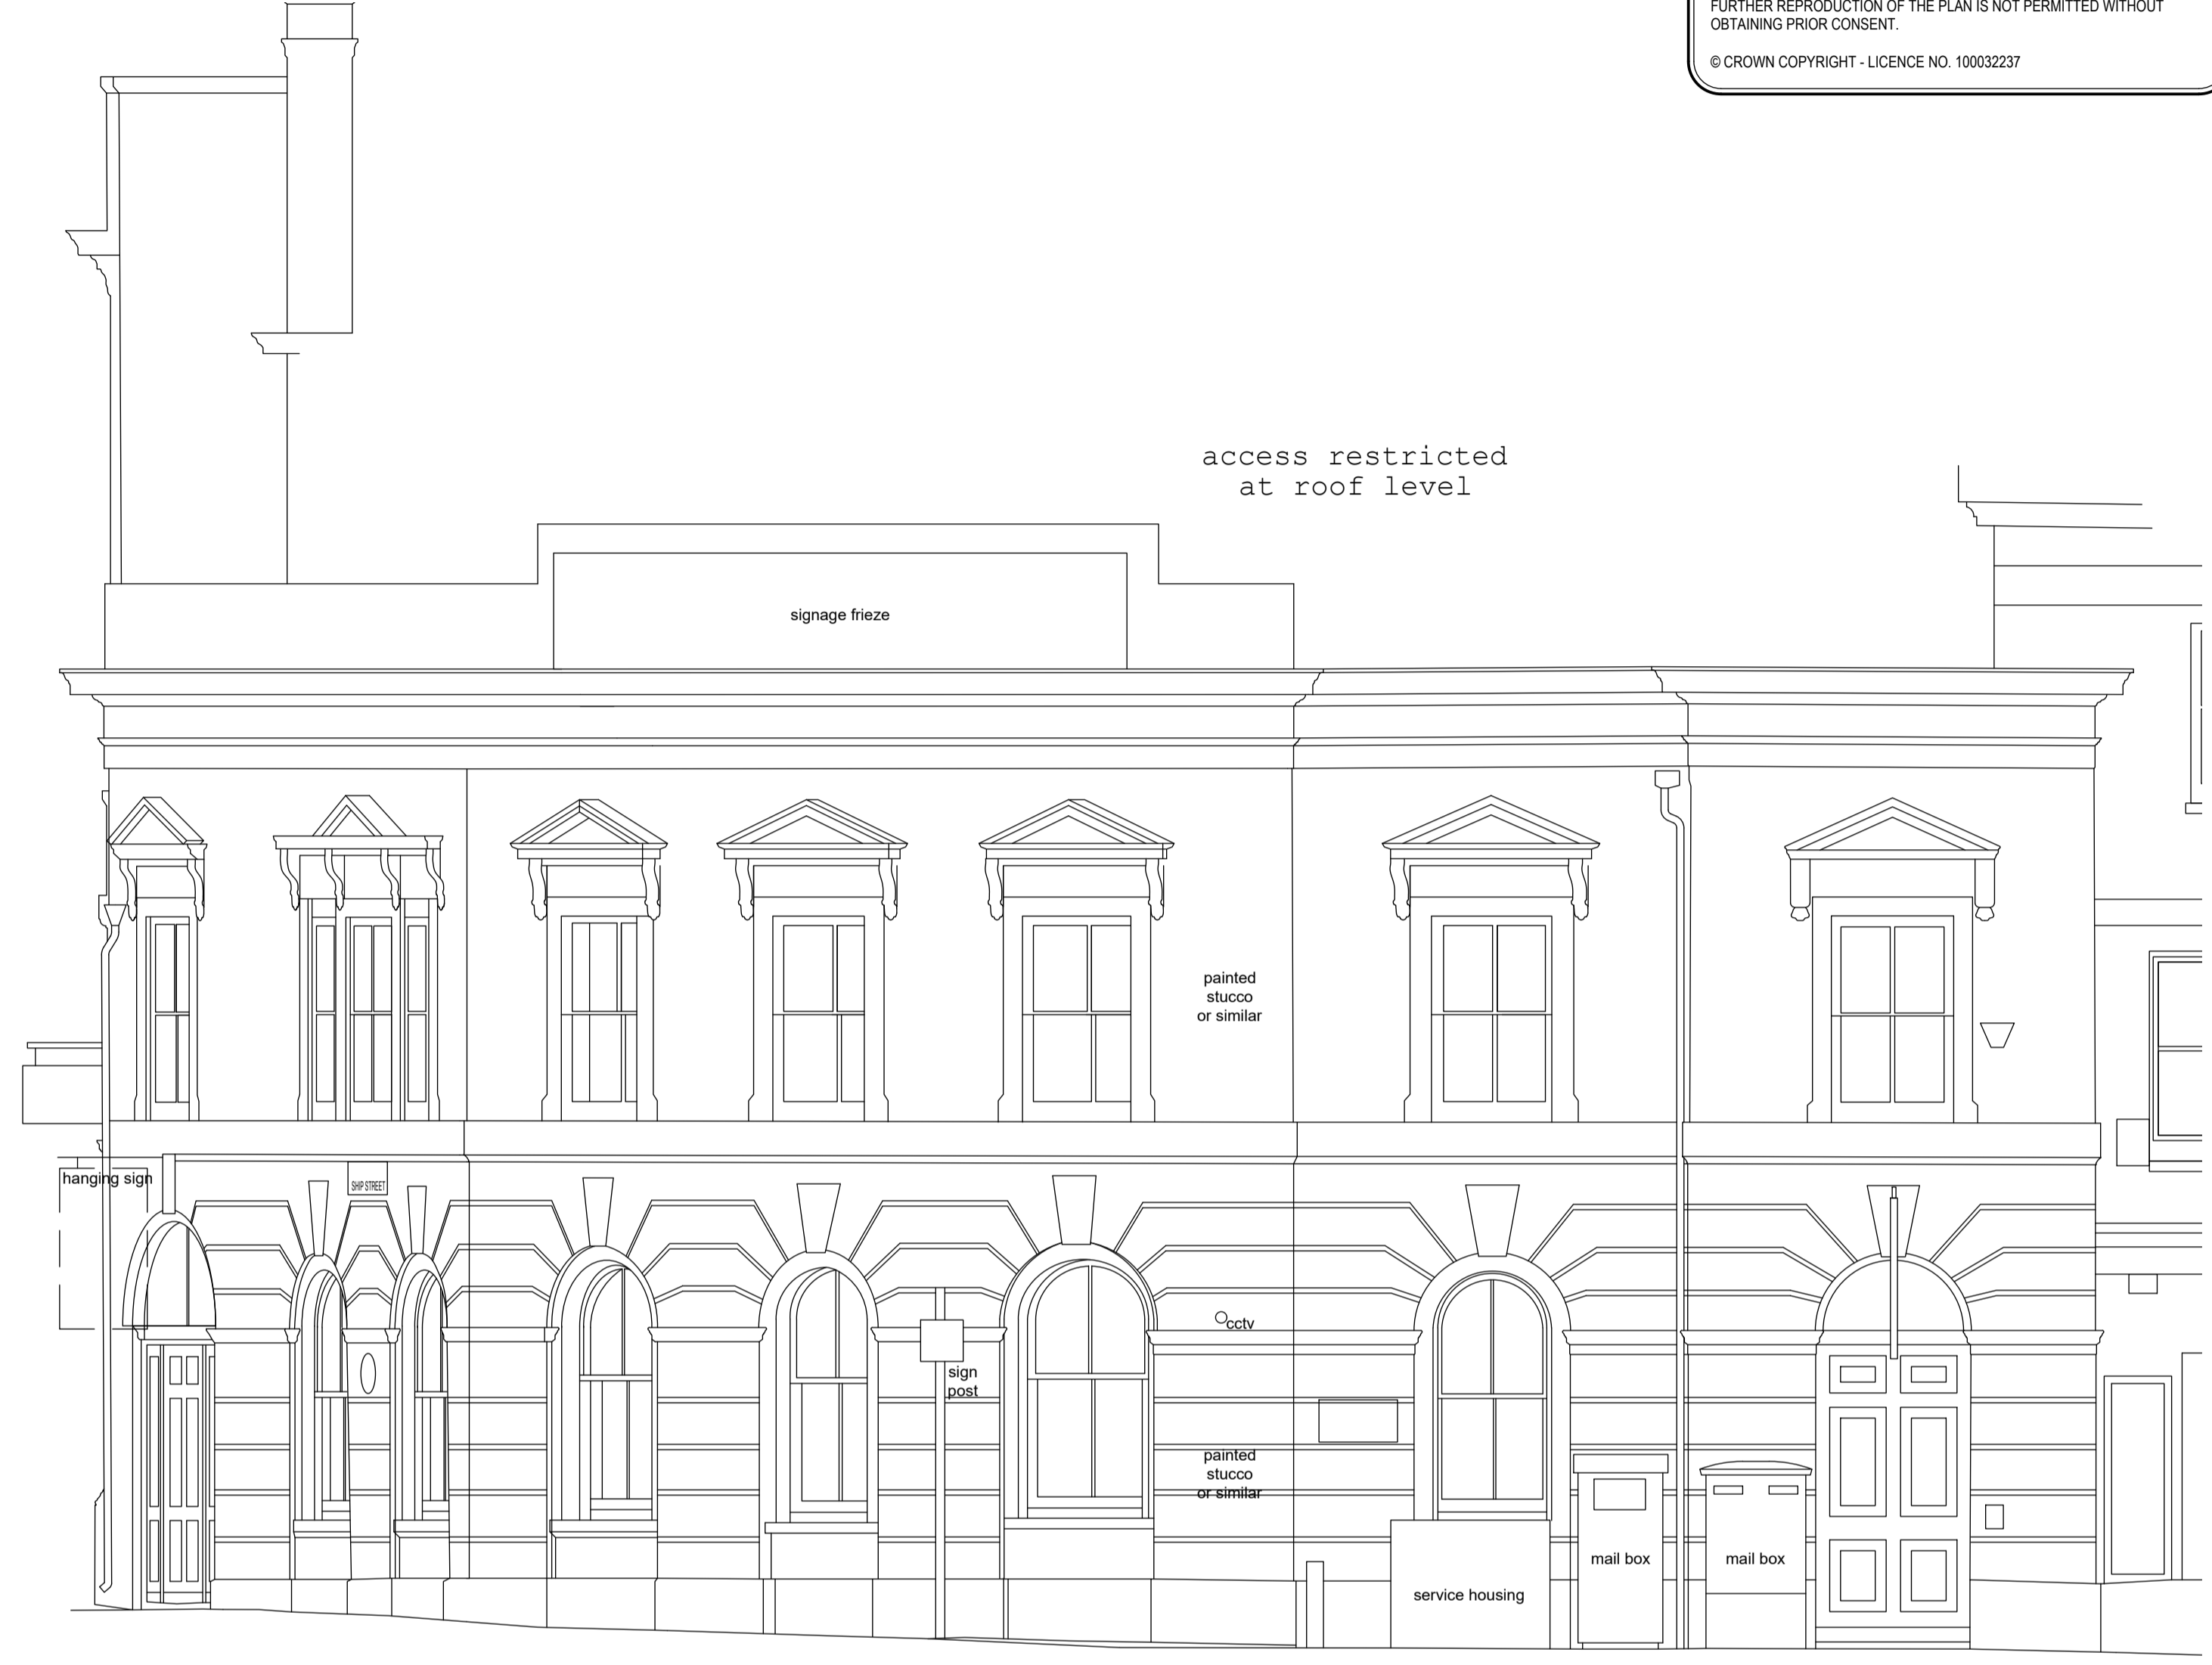 FURTHER REPRODUCTION OF THE PLAN IS NOT PERMITTED WITHOUT
OBTAINING PRIOR CONSENT.
© CROWN COPYRIGHT - LICENCE NO. 100032237
access restricted
at roof level
signage frieze
painted
stucco
or similar
hanging sign
SHIP STREET
cctv
sign
post
painted
stucco
or similar
mail box
mail box
service housing